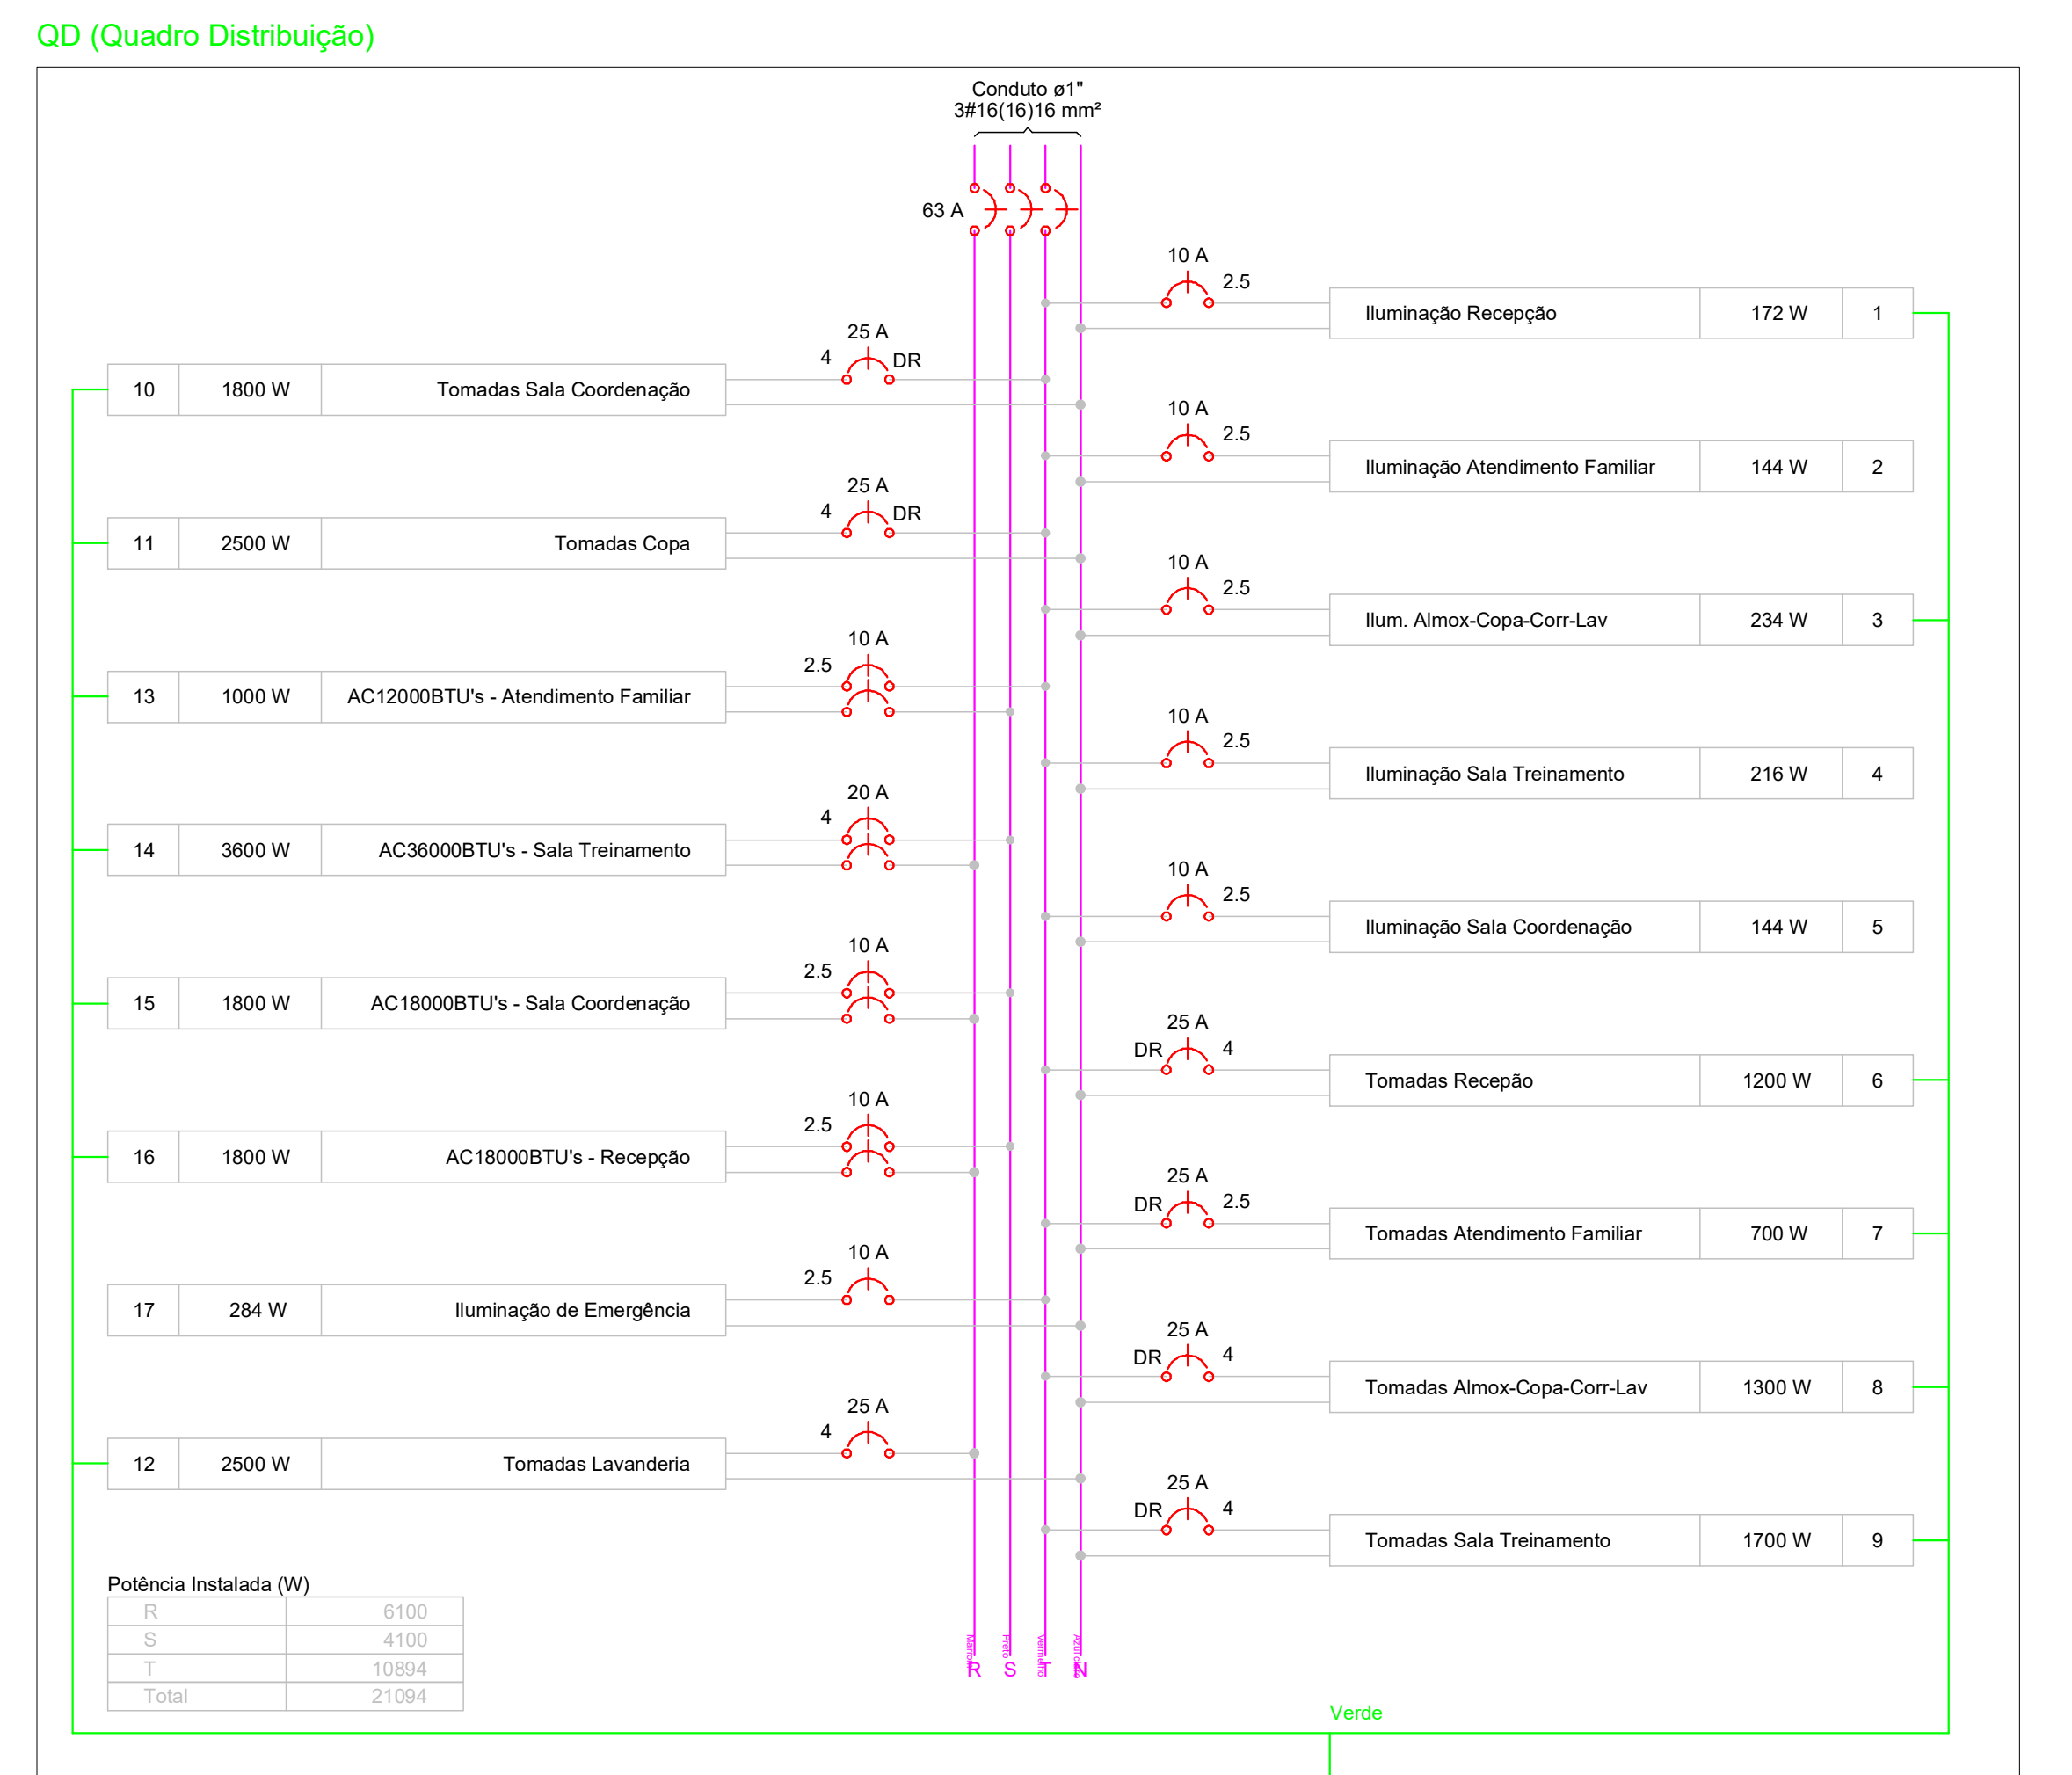 QD (Quadro Distribuição)
Conduto ø1"
3#16(16)16 mm²
63 A
10 A
2.5
Iluminação Recepção 172 W 1
25 A
4 DR
10 1800 W Tomadas Sala Coordenação
10 A
2.5
Iluminação Atendimento Familiar 144 W 2
25 A
4 DR
11 2500 W Tomadas Copa
10 A
2.5
Ilum. Almox-Copa-Corr-Lav 234 W 3
10 A
2.5
13 1000 W AC12000BTU's - Atendimento Familiar
10 A
2.5
Iluminação Sala Treinamento 216 W 4
20 A
4
14 3600 W AC36000BTU's - Sala Treinamento
10 A
2.5
Iluminação Sala Coordenação 144 W 5
10 A
2.5
15 1800 W AC18000BTU's - Sala Coordenação
25 A
DR 4
Tomadas Recepão 1200 W 6
10 A
2.5
16 1800 W AC18000BTU's - Recepção
25 A
DR 2.5
Tomadas Atendimento Familiar 700 W 7
10 A
2.5
17 284 W Iluminação de Emergência
25 A
DR 4
Tomadas Almox-Copa-Corr-Lav 1300 W 8
25 A
4
12 2500 W Tomadas Lavanderia
25 A
DR 4
Tomadas Sala Treinamento 1700 W 9
Potência Instalada (W)
R 6100
S 4100
T 10894
Total 21094
Marrom
Preto
Vermelho
Azul claro
R S T N
Verde